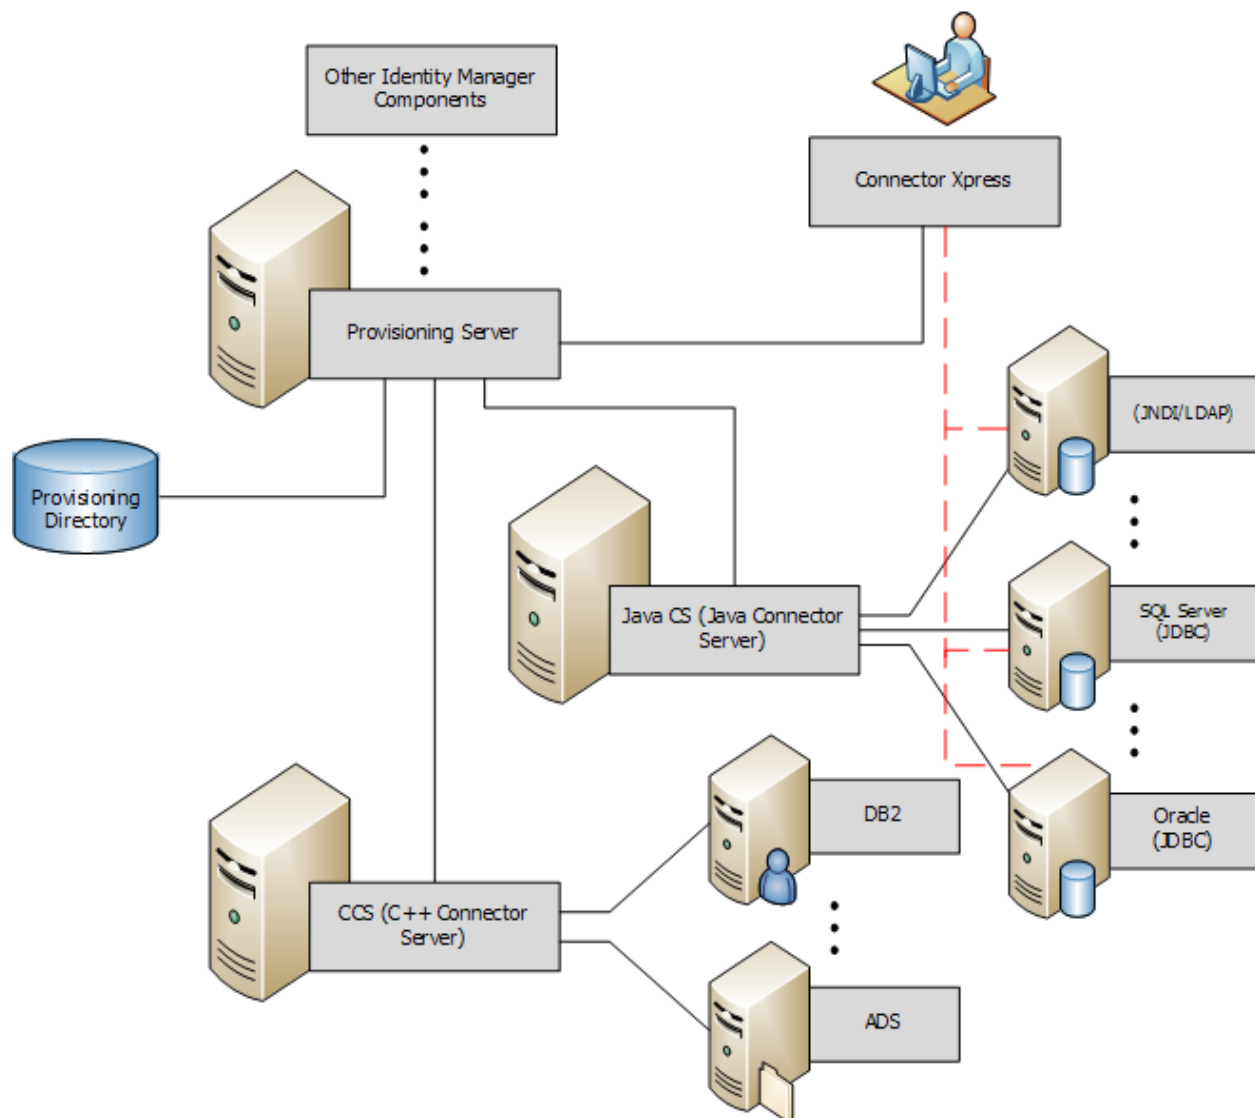 Other Identity Manager
Components
Connector Xpress
Provisioning Server
(JNDI/LDAP)
Provisioning
Directory
Java CS (Java Connector
Server)
SQL Server
(JDBC)
DB2
Oracle
(JDBC)
CCS (C++ Connector
Server)
ADS